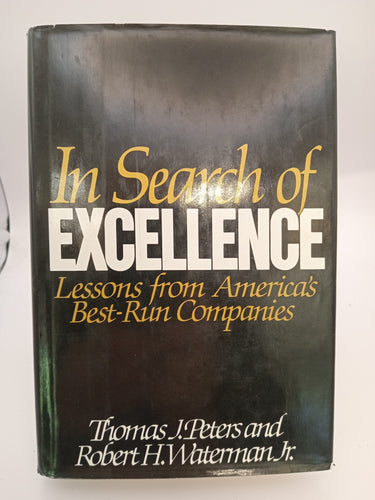 In Search of
EXCELLENCE
Lessons from America's
Best-Run Companies
Thomas J. Peters and
Robert H. Waterman Jr.